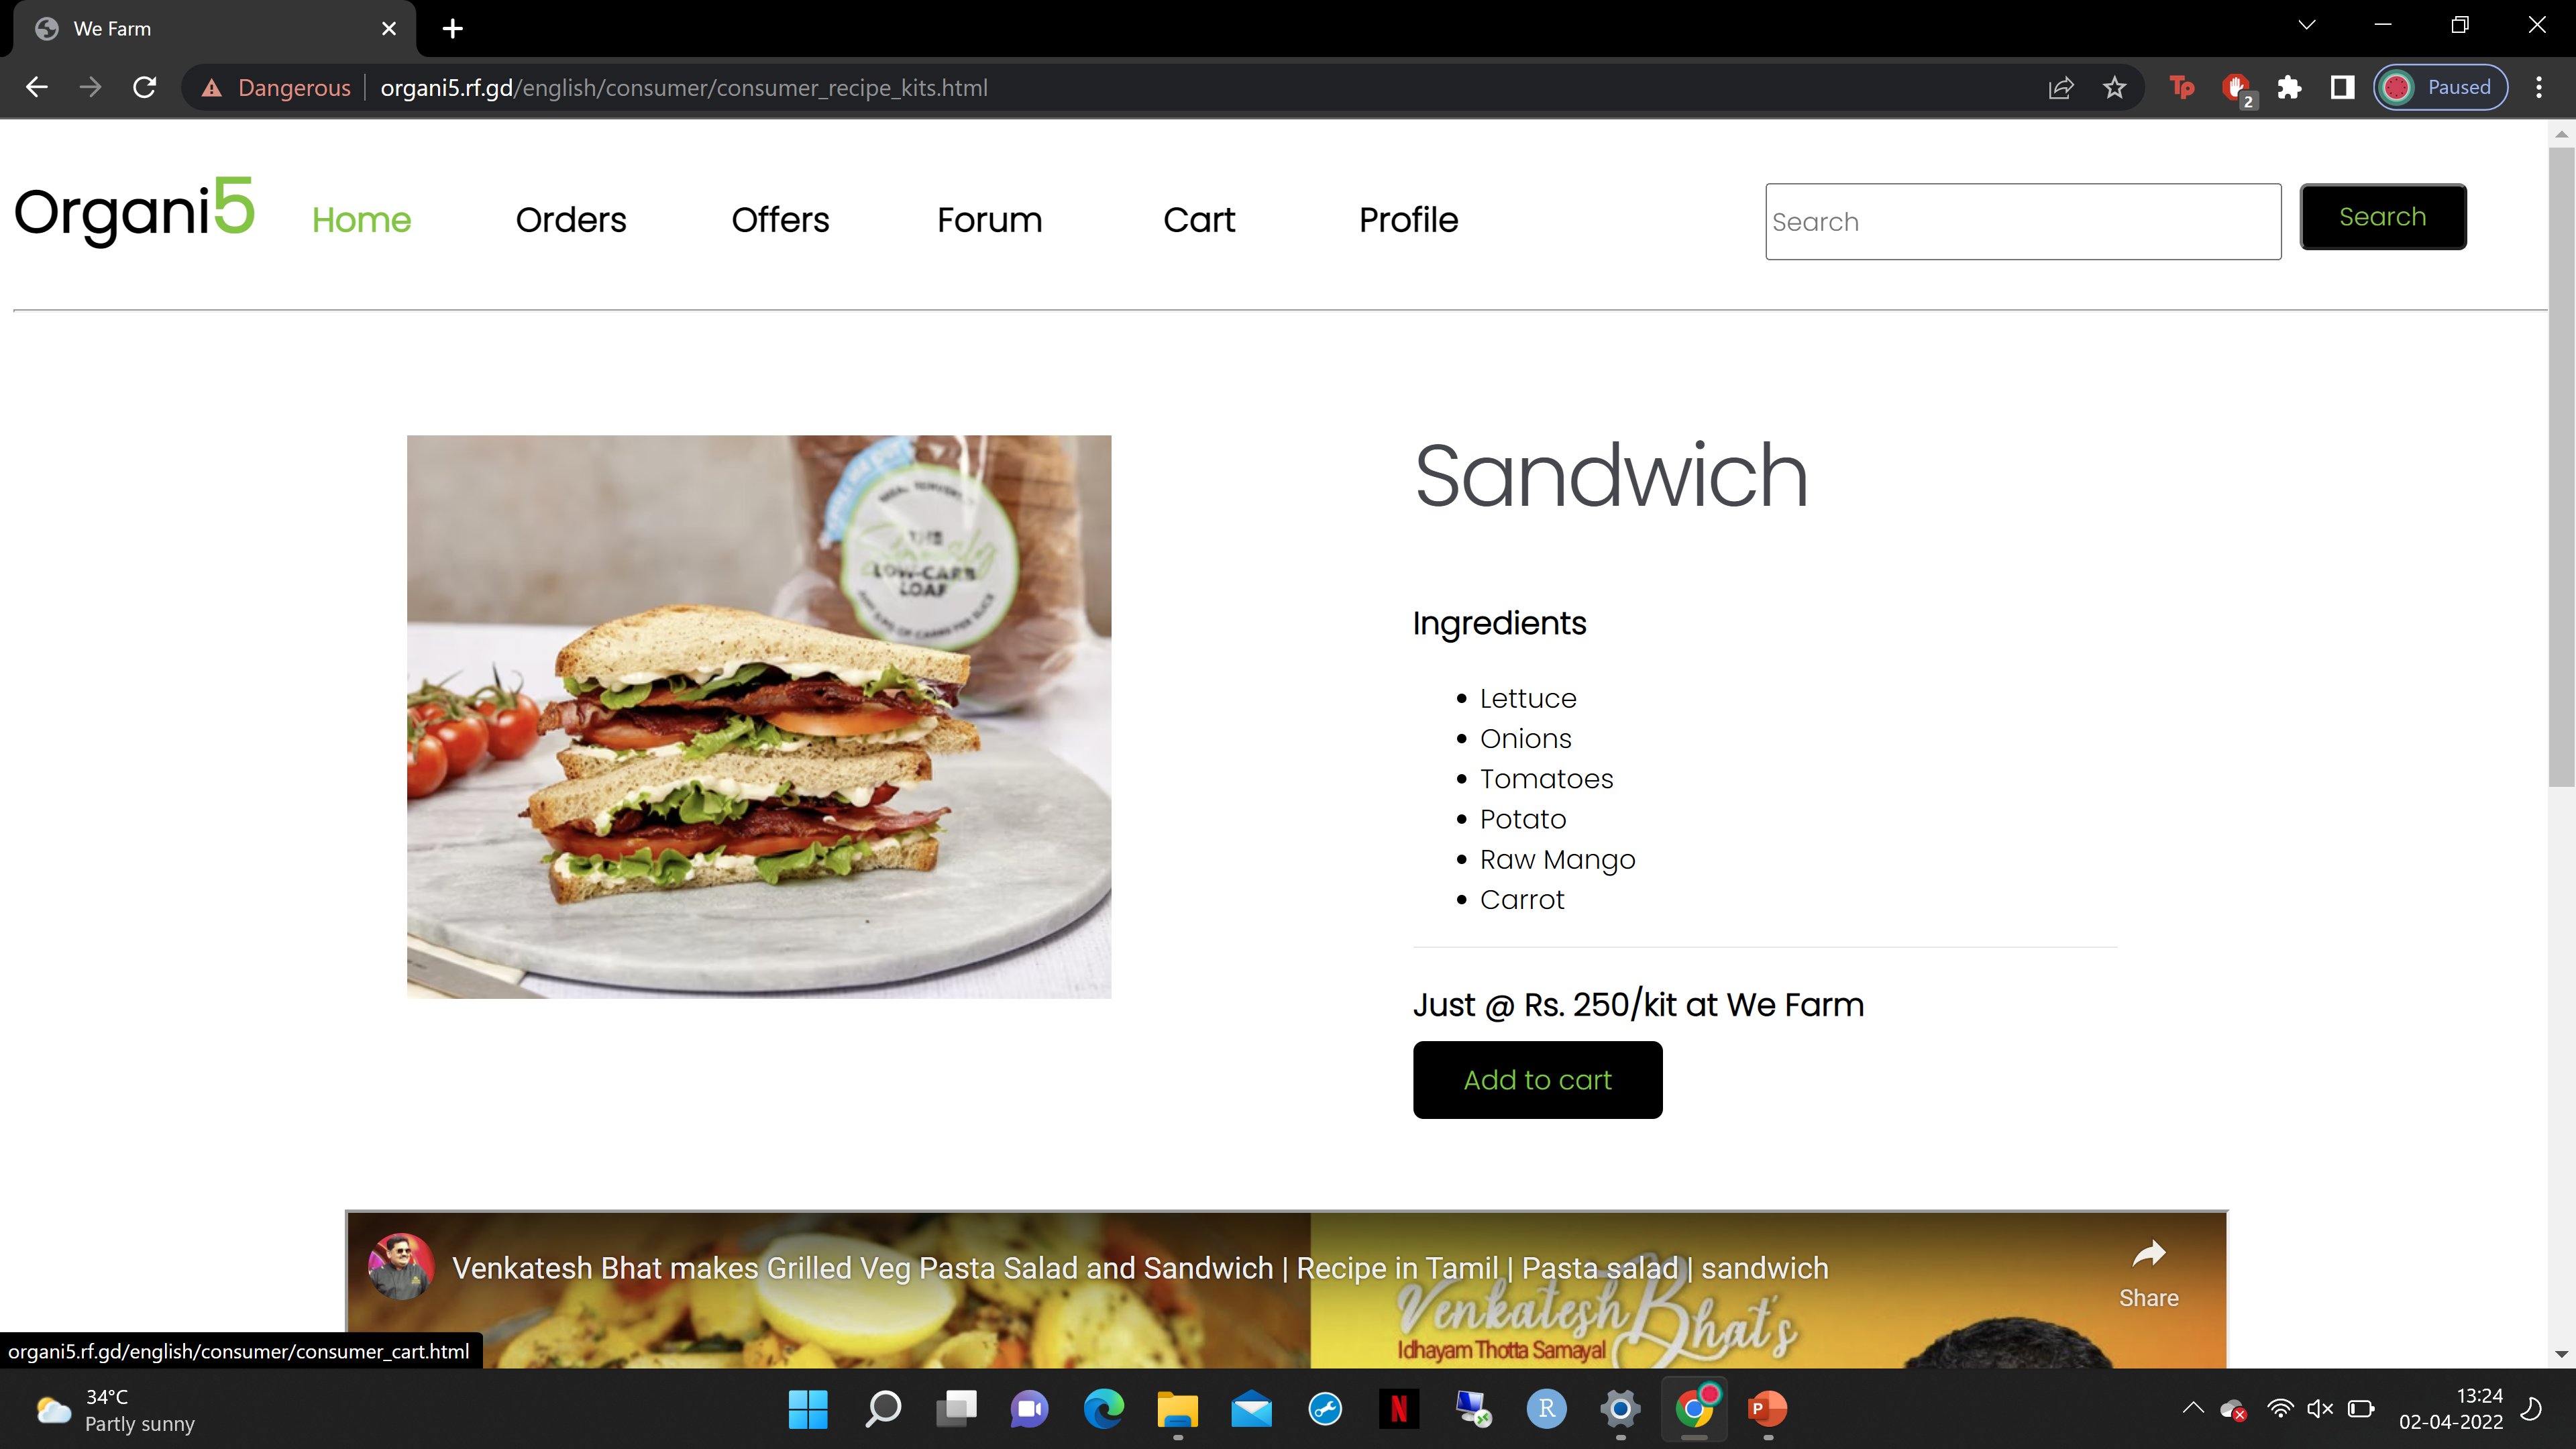 We Farm
Dangerous organi5.rf.gd/english/consumer/consumer_recipe_kits.html
Tp
2
Paused
Organi5 Home Orders Offers Forum Cart Profile
Search
Search
Sandwich
THE
LOW-CARB
LOAF
Ingredients
Lettuce
Onions
Tomatoes
Potato
Raw Mango
Carrot
Just @ Rs. 250/kit at We Farm
Add to cart
Venkatesh Bhat makes Grilled Veg Pasta Salad and Sandwich | Recipe in Tamil | Pasta salad | sandwich
Share
Venkatesh Bhat's
Idhayam Thotta Samayal
organi5.rf.gd/english/consumer/consumer_cart.html
34°C
Partly sunny
N
R
P
13:24
02-04-2022